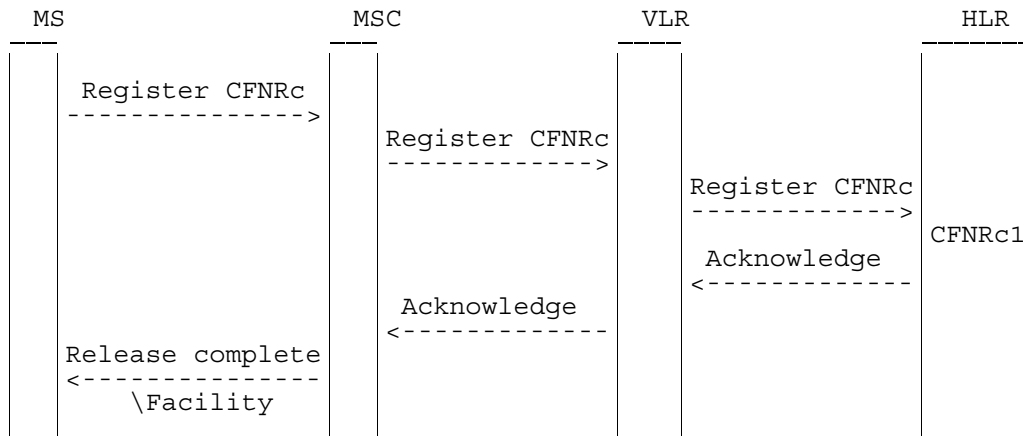 MS MSC VLR HLR
Register CFNRc
Register CFNRc
Register CFNRc
CFNRc1
Acknowledge
Acknowledge
Release complete
\Facility